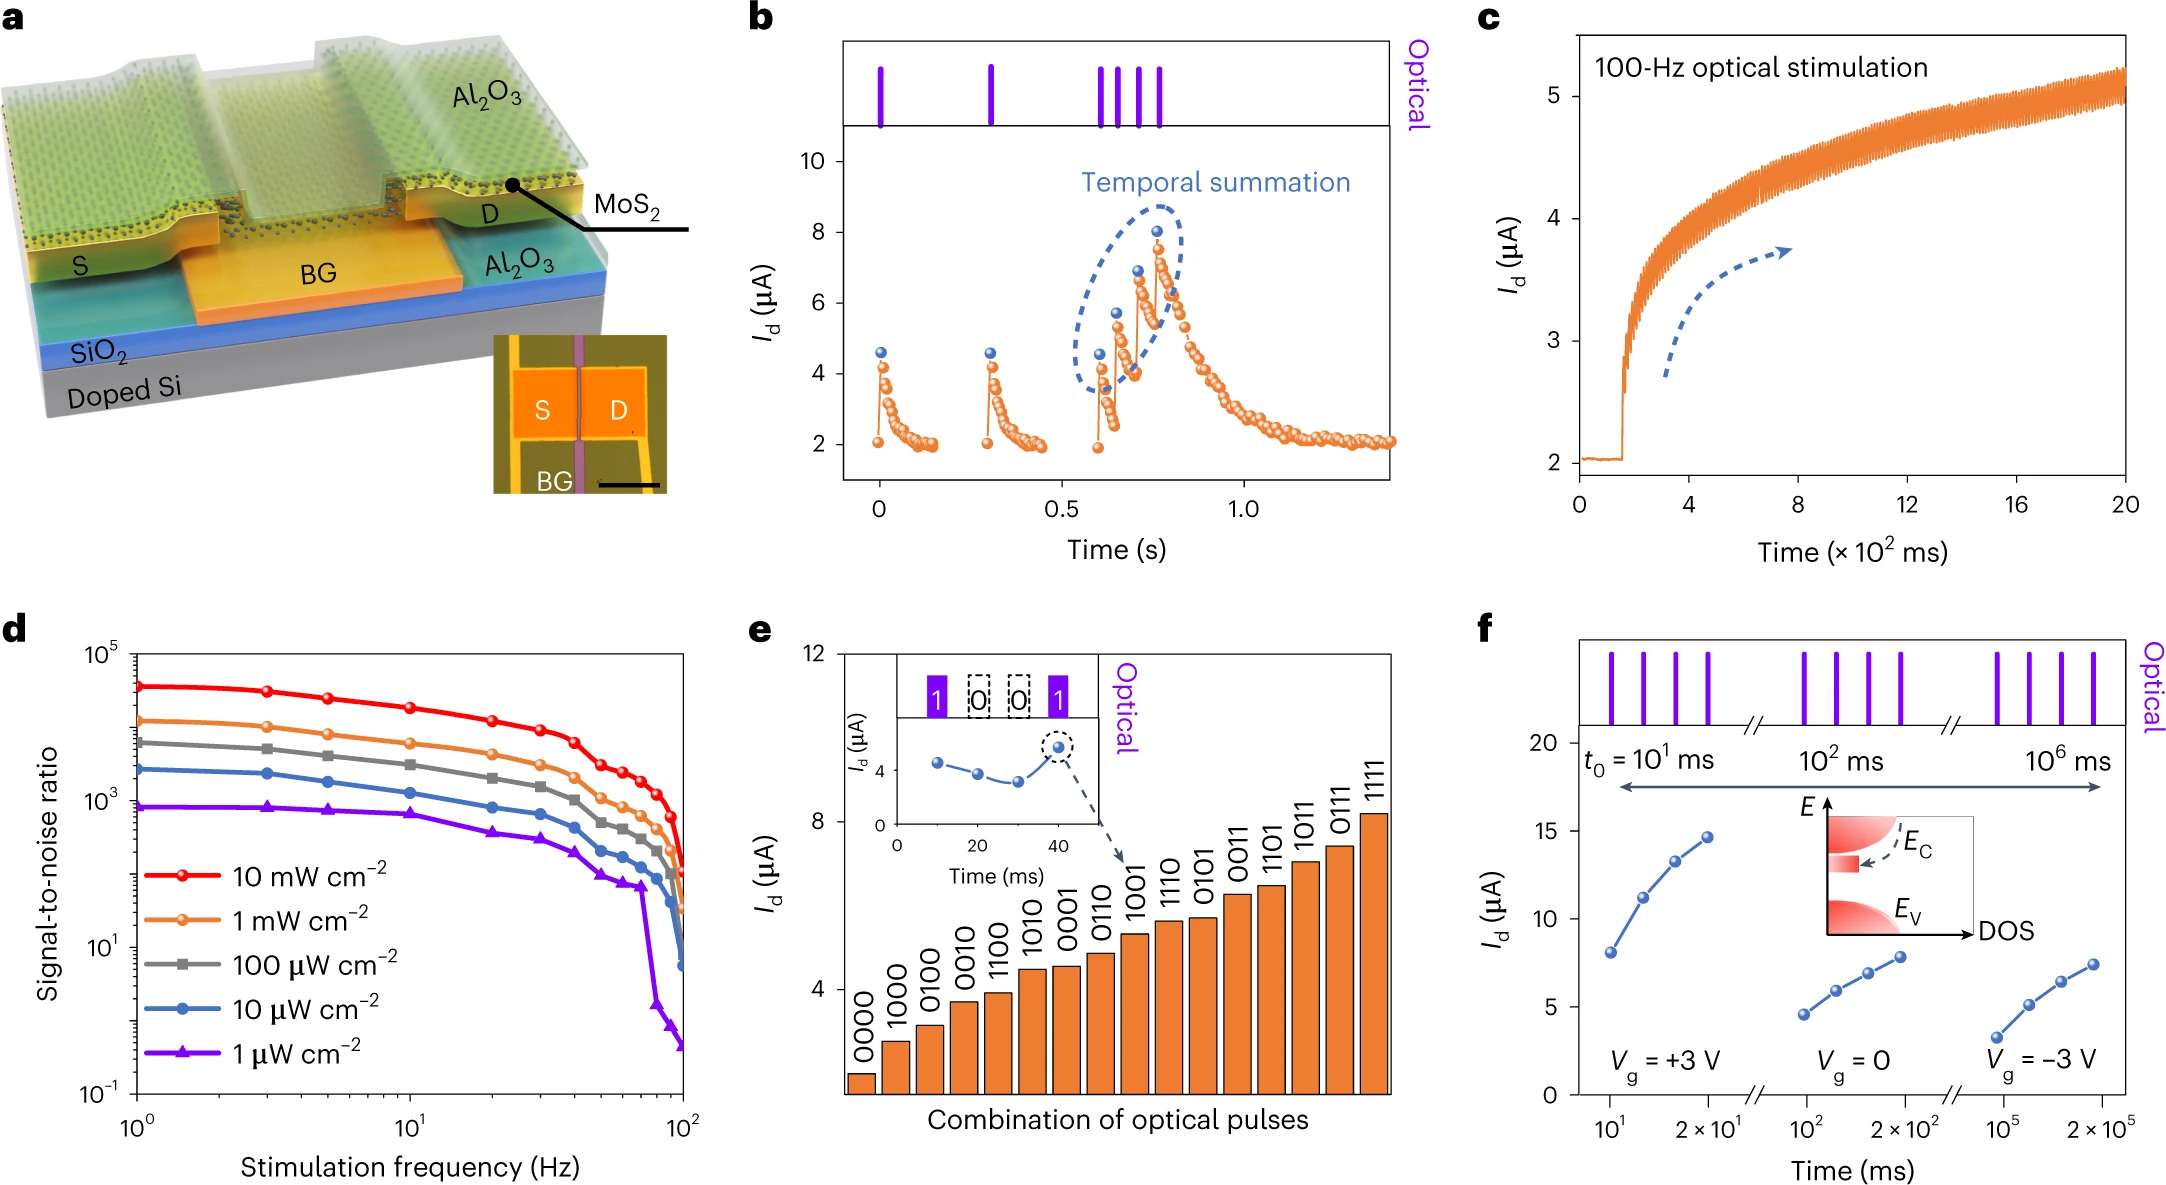 a
Al2O3
MoS2
D
S
BG
Al2O3
SiO2
Doped Si
S
D
BG
b
Optical
Temporal summation
10
8
6
4
2
Id (μA)
0
0.5
1.0
Time (s)
c
100-Hz optical stimulation
5
4
3
2
Id (μA)
0
4
8
12
16
20
Time (× 10² ms)
d
10⁵
10³
10¹
10⁻¹
Signal-to-noise ratio
10 mW cm⁻²
1 mW cm⁻²
100 μW cm⁻²
10 μW cm⁻²
1 μW cm⁻²
10⁰
10¹
10²
Stimulation frequency (Hz)
e
12
8
4
Id (μA)
1
0
0
1
Optical
Id (μA)
4
0
0
20
40
Time (ms)
0000
1000
0100
0010
1100
1010
0001
0110
1001
1110
0101
0011
1101
1011
0111
1111
Combination of optical pulses
f
Optical
t0 = 10¹ ms
10² ms
10⁶ ms
20
15
10
5
0
Id (μA)
E
EC
EV
DOS
Vg = +3 V
Vg = 0
Vg = −3 V
10¹
2 × 10¹
10²
2 × 10²
10⁵
2 × 10⁵
Time (ms)